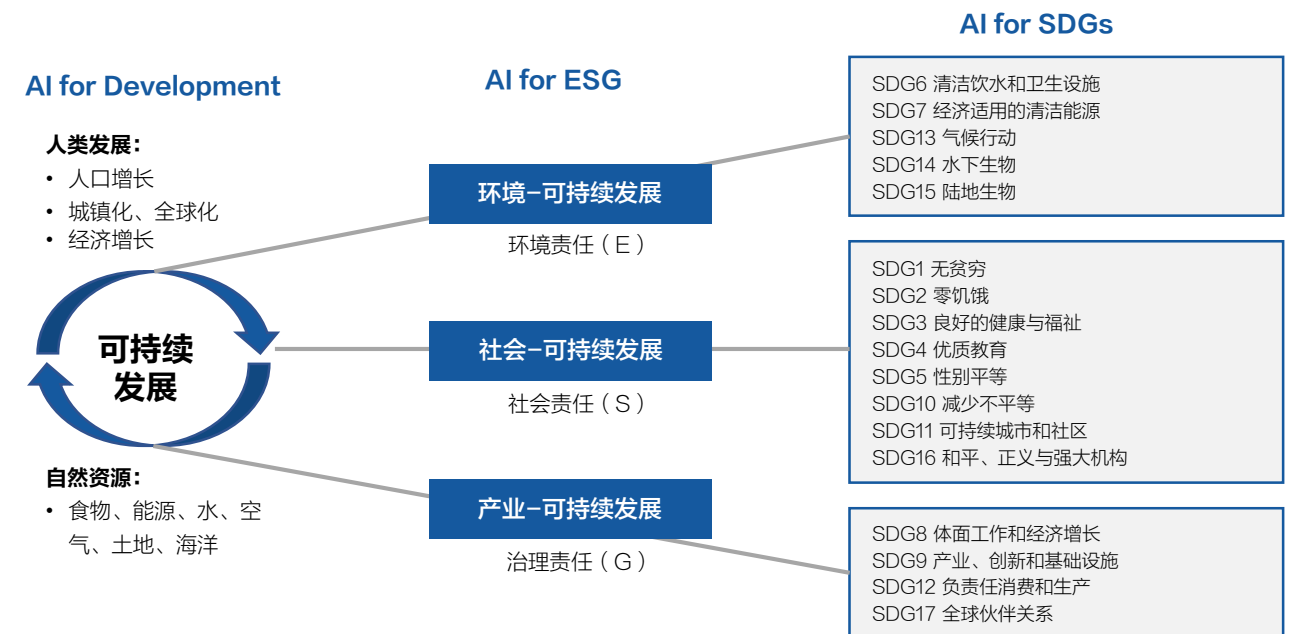 AI for Development
人类发展：
• 人口增长
• 城镇化、全球化
• 经济增长
可持续
发展
自然资源：
• 食物、能源、水、空
气、土地、海洋
AI for ESG
环境–可持续发展
环境责任（E）
社会–可持续发展
社会责任（S）
产业–可持续发展
治理责任（G）
AI for SDGs
SDG6 清洁饮水和卫生设施
SDG7 经济适用的清洁能源
SDG13 气候行动
SDG14 水下生物
SDG15 陆地生物
SDG1 无贫穷
SDG2 零饥饿
SDG3 良好的健康与福祉
SDG4 优质教育
SDG5 性别平等
SDG10 减少不平等
SDG11 可持续城市和社区
SDG16 和平、正义与强大机构
SDG8 体面工作和经济增长
SDG9 产业、创新和基础设施
SDG12 负责任消费和生产
SDG17 全球伙伴关系